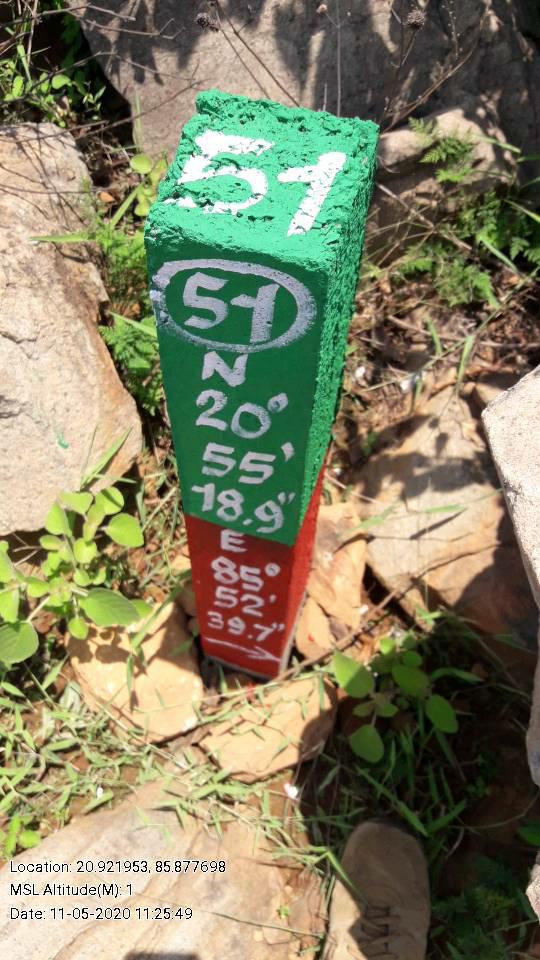 51
51
N
20°
55'
18.9"
E
85°
52'
39.7"
Location: 20.921953, 85.877698
MSL Altitude(M): 1
Date: 11-05-2020 11:25:49